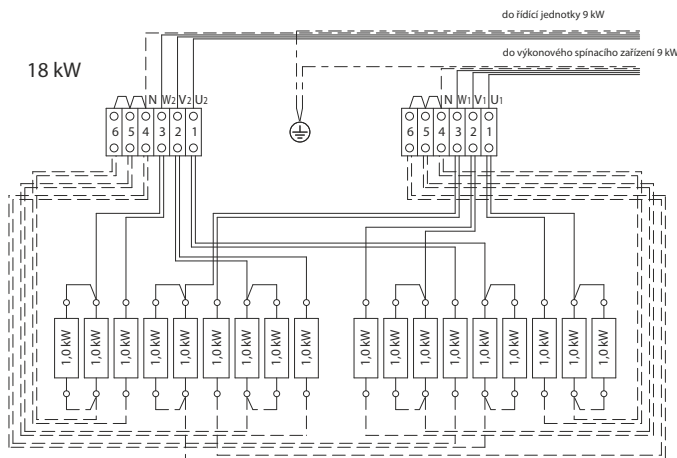 do řídící jednotky 9 kW
do výkonového spínacího zařízení 9 kW
18 kW
N W2 V2 U2
N W1 V1 U1
6 5 4 3 2 1
6 5 4 3 2 1
1,0 kW 1,0 kW 1,0 kW 1,0 kW 1,0 kW 1,0 kW 1,0 kW 1,0 kW 1,0 kW
1,0 kW 1,0 kW 1,0 kW 1,0 kW 1,0 kW 1,0 kW 1,0 kW 1,0 kW 1,0 kW